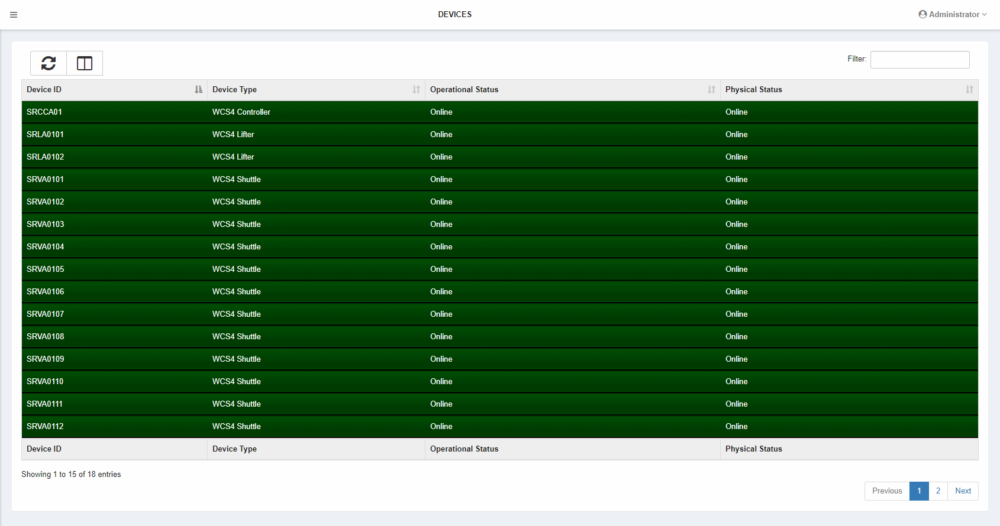 DEVICES
Administrator
Filter:
Device ID Device Type Operational Status Physical Status
SRCCA01 WCS4 Controller Online Online
SRLA0101 WCS4 Lifter Online Online
SRLA0102 WCS4 Lifter Online Online
SRVA0101 WCS4 Shuttle Online Online
SRVA0102 WCS4 Shuttle Online Online
SRVA0103 WCS4 Shuttle Online Online
SRVA0104 WCS4 Shuttle Online Online
SRVA0105 WCS4 Shuttle Online Online
SRVA0106 WCS4 Shuttle Online Online
SRVA0107 WCS4 Shuttle Online Online
SRVA0108 WCS4 Shuttle Online Online
SRVA0109 WCS4 Shuttle Online Online
SRVA0110 WCS4 Shuttle Online Online
SRVA0111 WCS4 Shuttle Online Online
SRVA0112 WCS4 Shuttle Online Online
Device ID Device Type Operational Status Physical Status
Showing 1 to 15 of 18 entries
Previous 1 2 Next